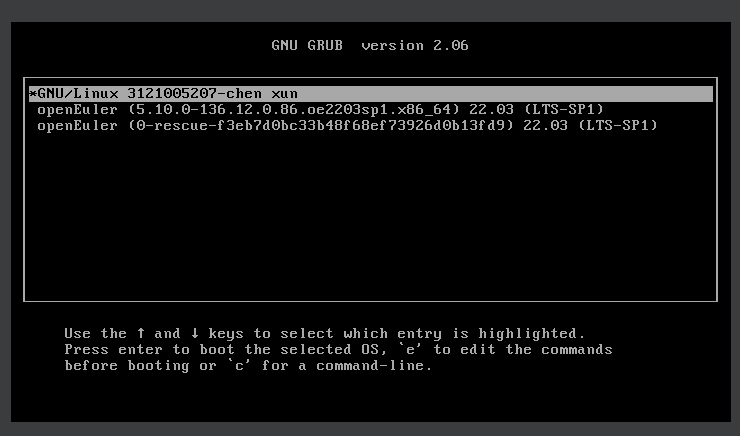 GNU GRUB  version 2.06
*GNU/Linux 3121005207-chen xun
openEuler (5.10.0-136.12.0.86.oe2203sp1.x86_64) 22.03 (LTS-SP1)
openEuler (0-rescue-f3eb7d0bc33b48f68ef73926d0b13fd9) 22.03 (LTS-SP1)
Use the ↑ and ↓ keys to select which entry is highlighted.
Press enter to boot the selected OS, `e' to edit the commands
before booting or `c' for a command-line.